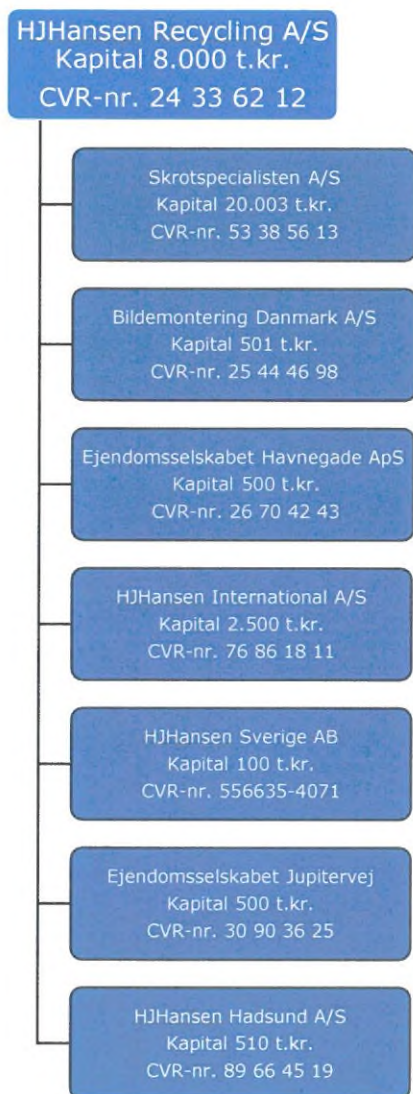 HJHansen Recycling A/S
Kapital 8.000 t.kr.
CVR-nr. 24 33 62 12
Skrotspecialisten A/S
Kapital 20.003 t.kr.
CVR-nr. 53 38 56 13
Bildemontering Danmark A/S
Kapital 501 t.kr.
CVR-nr. 25 44 46 98
Ejendomsselskabet Havnegade ApS
Kapital 500 t.kr.
CVR-nr. 26 70 42 43
HJHansen International A/S
Kapital 2.500 t.kr.
CVR-nr. 76 86 18 11
HJHansen Sverige AB
Kapital 100 t.kr.
CVR-nr. 556635-4071
Ejendomsselskabet Jupitervej
Kapital 500 t.kr.
CVR-nr. 30 90 36 25
HJHansen Hadsund A/S
Kapital 510 t.kr.
CVR-nr. 89 66 45 19